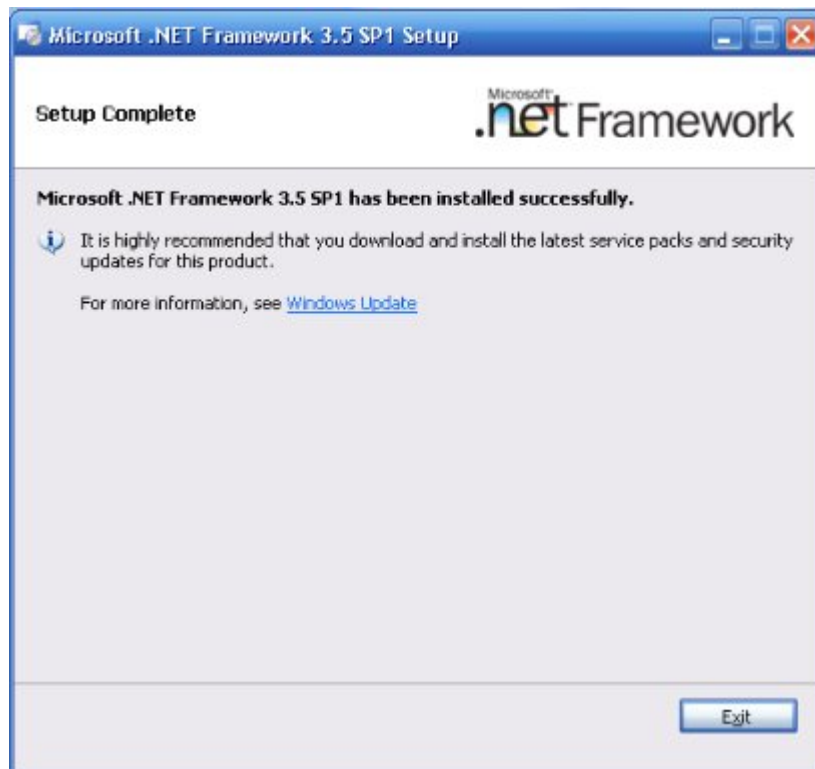 Microsoft .NET Framework 3.5 SP1 Setup
Setup Complete
Microsoft
.net Framework
Microsoft .NET Framework 3.5 SP1 has been installed successfully.
It is highly recommended that you download and install the latest service packs and security
updates for this product.
For more information, see Windows Update
Exit